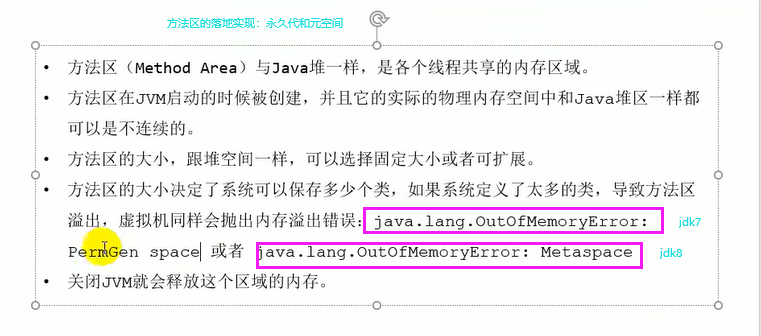 方法区的落地实现：永久代和元空间
• 方法区（Method Area）与Java堆一样，是各个线程共享的内存区域。
• 方法区在JVM启动的时候被创建，并且它的实际的物理内存空间中和Java堆区一样都
可以是不连续的。
• 方法区的大小，跟堆空间一样，可以选择固定大小或者可扩展。
• 方法区的大小决定了系统可以保存多少个类，如果系统定义了太多的类，导致方法区
溢出，虚拟机同样会抛出内存溢出错误：java.lang.OutOfMemoryError: jdk7
PermGen space 或者 java.lang.OutOfMemoryError: Metaspace jdk8
• 关闭JVM就会释放这个区域的内存。